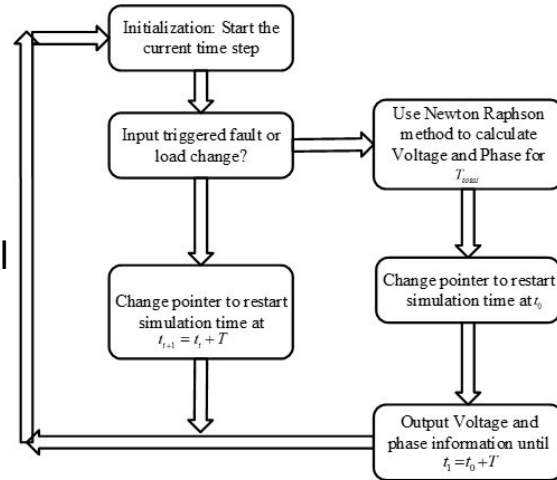 Initialization: Start the
current time step
Input triggered fault or
load change?
Use Newton Raphson
method to calculate
Voltage and Phase for
T_total
Change pointer to restart
simulation time at
t_{t+1} = t_t + T
Change pointer to restart
simulation time at t_0
Output Voltage and
phase information until
t_1 = t_0 + T